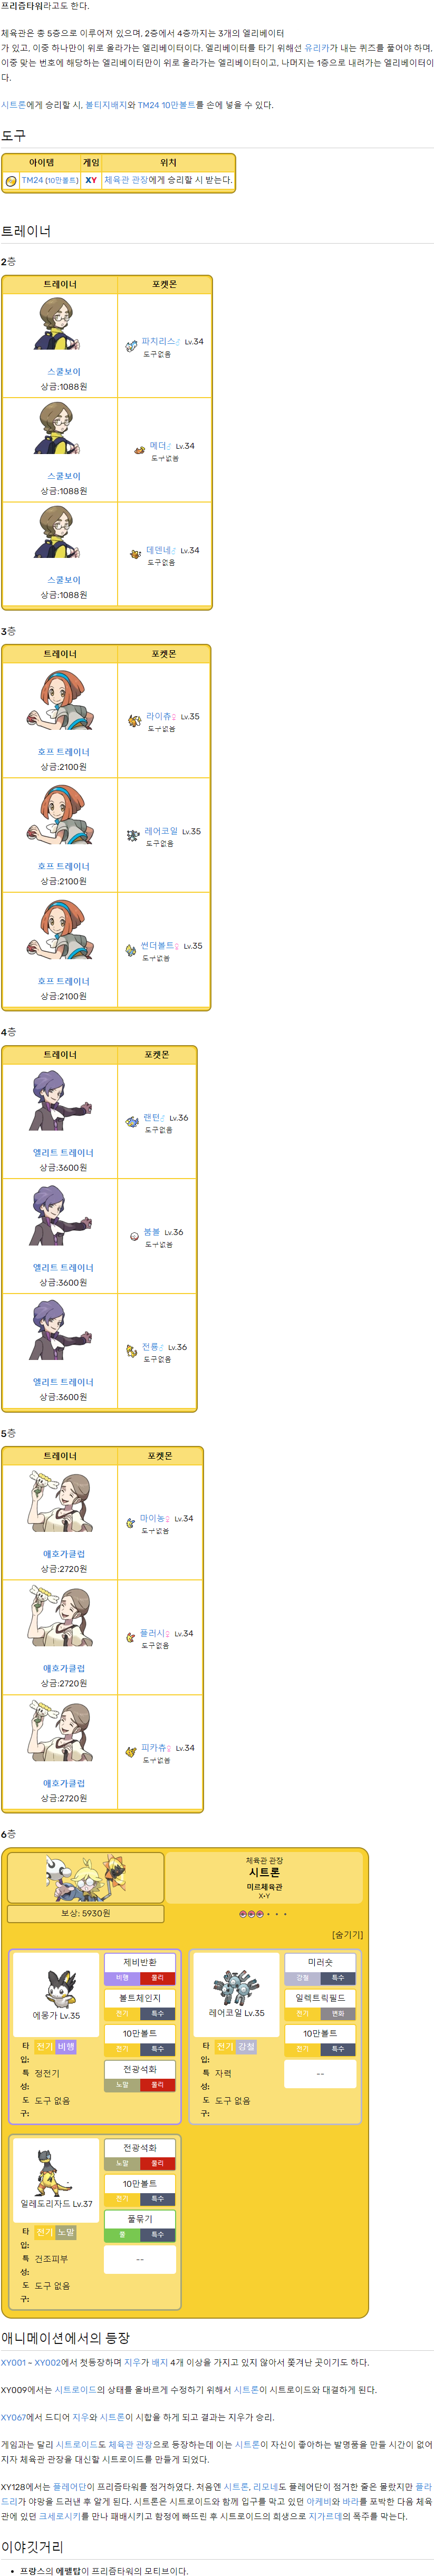 프리즘타워라고도 한다.
체육관은 총 5층으로 이루어져 있으며, 2층에서 4층까지는 3개의 엘리베이터
가 있고, 이중 하나만이 위로 올라가는 엘리베이터이다. 엘리베이터를 타기 위해선 유리카가 내는 퀴즈를 풀어야 하며,
이중 맞는 번호에 해당하는 엘리베이터만이 위로 올라가는 엘리베이터이고, 나머지는 1층으로 내려가는 엘리베이터이
다.
시트론에게 승리할 시, 볼티지배지와 TM24 10만볼트를 손에 넣을 수 있다.
도구
아이템 게임 위치
TM24 (10만볼트) XY 체육관 관장에게 승리할 시 받는다.
트레이너
2층
트레이너 포켓몬
파치리스♂ Lv.34
도구없음
스쿨보이
상금:1088원
메더♂ Lv.34
도구없음
스쿨보이
상금:1088원
데덴네♂ Lv.34
도구없음
스쿨보이
상금:1088원
3층
트레이너 포켓몬
라이츄♀ Lv.35
도구없음
호프 트레이너
상금:2100원
레어코일 Lv.35
도구없음
호프 트레이너
상금:2100원
썬더볼트♀ Lv.35
도구없음
호프 트레이너
상금:2100원
4층
트레이너 포켓몬
랜턴♂ Lv.36
도구없음
엘리트 트레이너
상금:3600원
붐볼 Lv.36
도구없음
엘리트 트레이너
상금:3600원
전룡♂ Lv.36
도구없음
엘리트 트레이너
상금:3600원
5층
트레이너 포켓몬
마이농♀ Lv.34
도구없음
애호가클럽
상금:2720원
플러시♀ Lv.34
도구없음
애호가클럽
상금:2720원
피카츄♀ Lv.34
도구없음
애호가클럽
상금:2720원
6층
체육관 관장
시트론
미르체육관
X•Y
보상: 5930원
[숨기기]
에몽가 Lv.35
타입: 전기 비행
특성: 정전기
도구: 도구 없음
제비반환
비행 물리
볼트체인지
전기 특수
10만볼트
전기 특수
전광석화
노말 물리
레어코일 Lv.35
타입: 전기 강철
특성: 자력
도구: 도구 없음
미러숏
강철 특수
일렉트릭필드
전기 변화
10만볼트
전기 특수
--
일레도리자드 Lv.37
타입: 전기 노말
특성: 건조피부
도구: 도구 없음
전광석화
노말 물리
10만볼트
전기 특수
풀묶기
풀 특수
--
애니메이션에서의 등장
XY001 ~ XY002에서 첫등장하며 지우가 배지 4개 이상을 가지고 있지 않아서 쫓겨난 곳이기도 하다.
XY009에서는 시트로이드의 상태를 올바르게 수정하기 위해서 시트론이 시트로이드와 대결하게 된다.
XY067에서 드디어 지우와 시트론이 시합을 하게 되고 결과는 지우가 승리.
게임과는 달리 시트로이드도 체육관 관장으로 등장하는데 이는 시트론이 자신이 좋아하는 발명품을 만들 시간이 없어
지자 체육관 관장을 대신할 시트로이드를 만들게 되었다.
XY128에서는 플레어단이 프리즘타워를 점거하였다. 처음엔 시트론, 리모네도 플레어단이 점거한 줄은 몰랐지만 플라
드리가 야망을 드러낸 후 알게 된다. 시트론은 시트로이드와 함께 입구를 막고 있던 아케비와 바라를 포박한 다음 체육
관에 있던 크세로시키를 만나 패배시키고 함정에 빠뜨린 후 시트로이드의 희생으로 지가르데의 폭주를 막는다.
이야깃거리
• 프랑스의 에펠탑이 프리즘타워의 모티브이다.